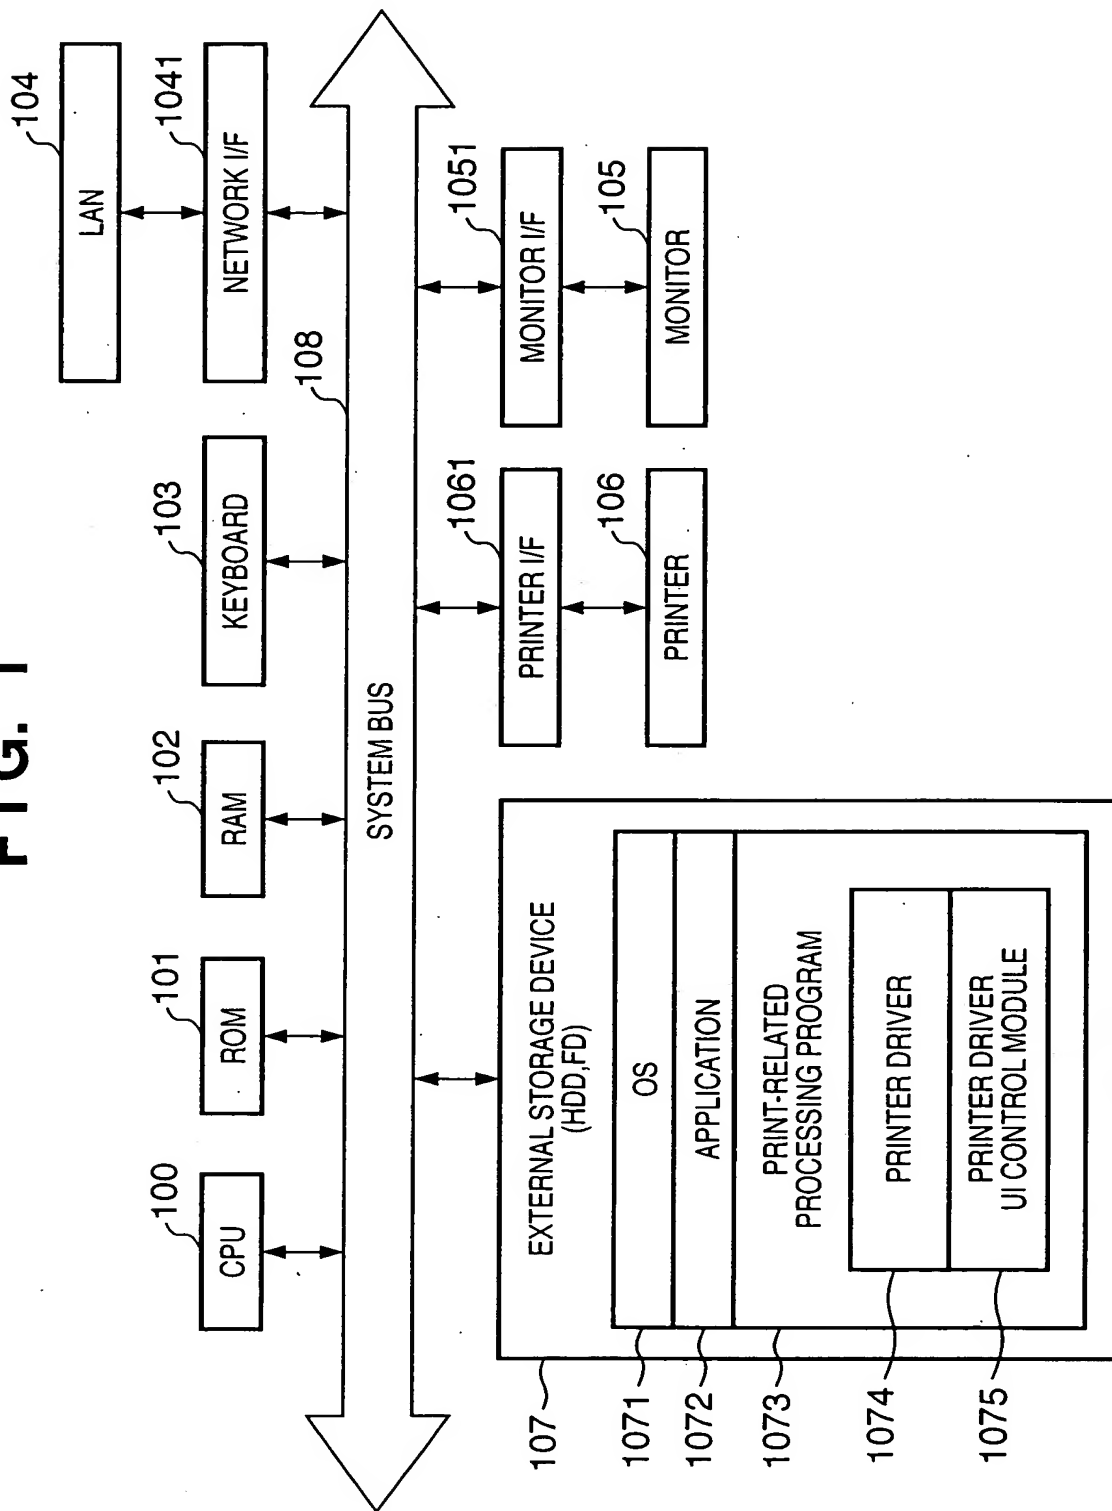 FIG. 1
104
LAN
1041
NETWORK I/F
103
KEYBOARD
102
RAM
101
ROM
100
CPU
108
SYSTEM BUS
1051
MONITOR I/F
105
MONITOR
1061
PRINTER I/F
106
PRINTER
107
EXTERNAL STORAGE DEVICE
(HDD,FD)
1071
OS
1072
APPLICATION
1073
PRINT-RELATED
PROCESSING PROGRAM
1074
PRINTER DRIVER
1075
PRINTER DRIVER
UI CONTROL MODULE